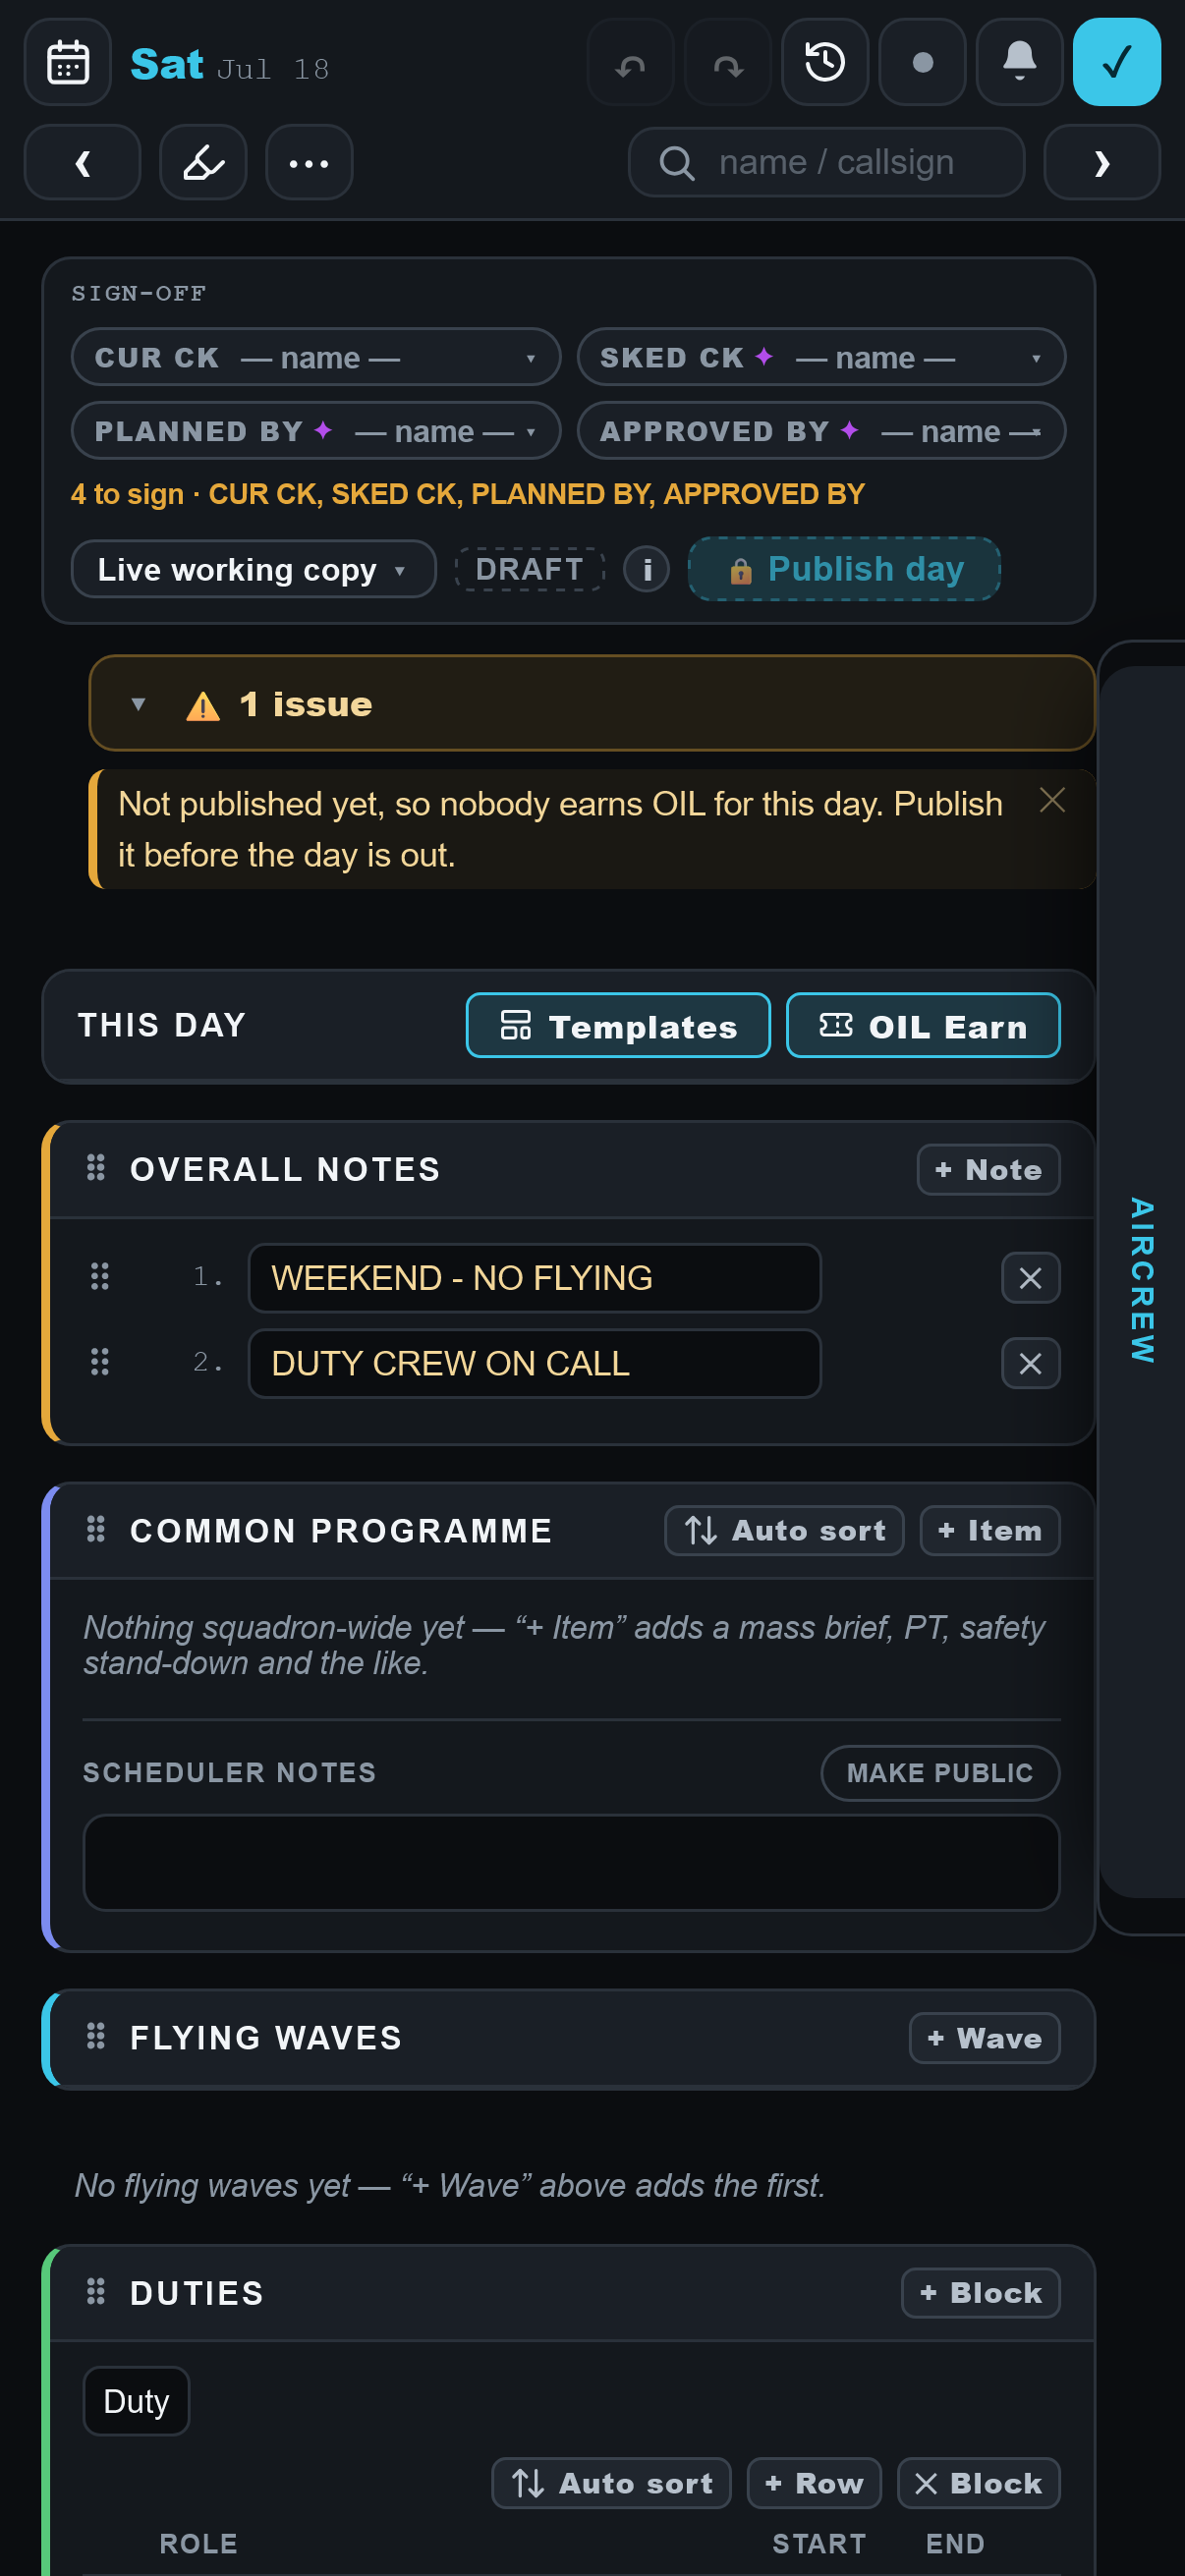 Sat Jul 18
name / callsign
SIGN-OFF
CUR CK — name —
SKED CK — name —
PLANNED BY — name —
APPROVED BY — name —
4 to sign · CUR CK, SKED CK, PLANNED BY, APPROVED BY
Live working copy
DRAFT
i
Publish day
1 issue
Not published yet, so nobody earns OIL for this day. Publish
it before the day is out.
THIS DAY
Templates
OIL Earn
AIRCREW
OVERALL NOTES
+ Note
1. WEEKEND - NO FLYING
2. DUTY CREW ON CALL
COMMON PROGRAMME
Auto sort
+ Item
Nothing squadron-wide yet — “+ Item” adds a mass brief, PT, safety
stand-down and the like.
SCHEDULER NOTES
MAKE PUBLIC
FLYING WAVES
+ Wave
No flying waves yet — “+ Wave” above adds the first.
DUTIES
+ Block
Duty
Auto sort
+ Row
× Block
ROLE START END